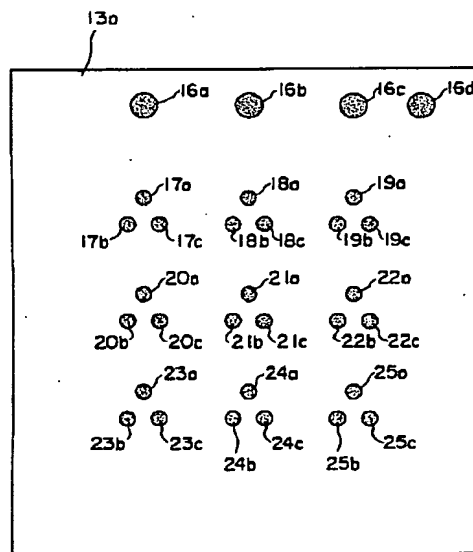 13a
16a 16b 16c 16d
17a 18a 19a
17b 17c 18b 18c 19b 19c
20a 21a 22a
20b 20c 21b 21c 22b 22c
23a 24a 25a
23b 23c 24b 24c 25b 25c